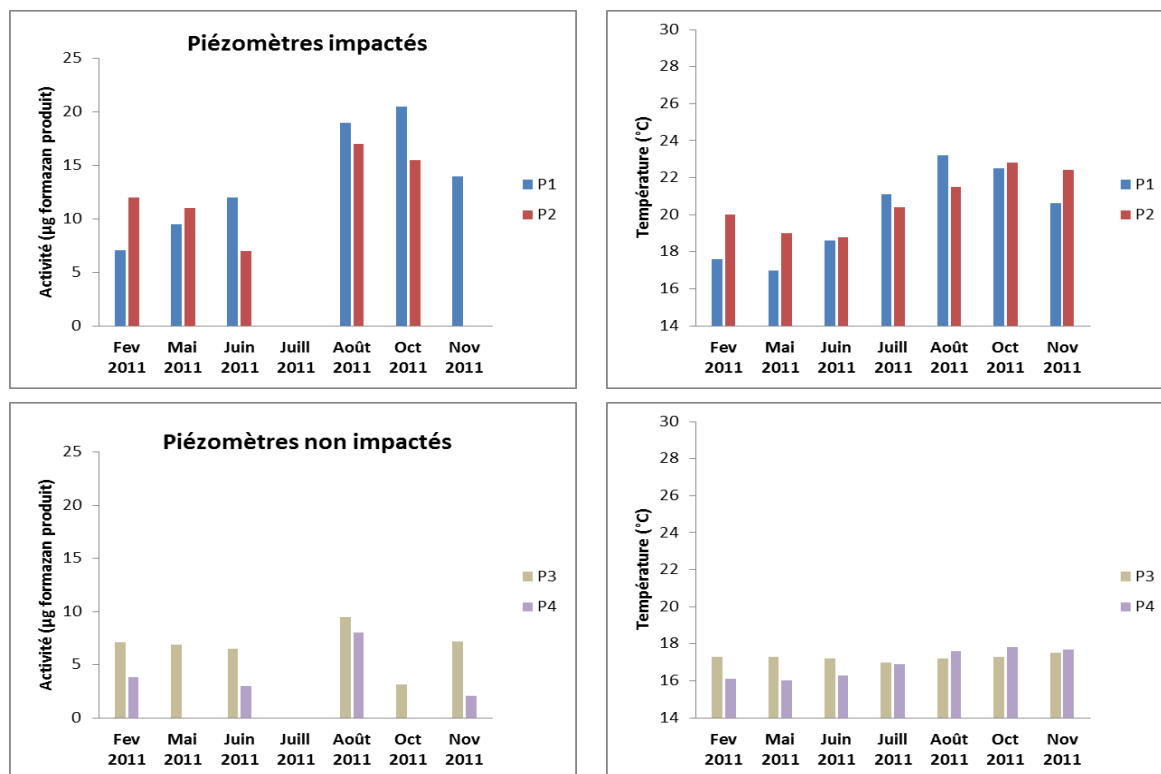 Piézomètres impactés
Activité (µg formazan produit)
25
20
15
10
5
0
Fev Mai Juin Juill Août Oct Nov
2011 2011 2011 2011 2011 2011 2011
P1
P2
Température (°C)
30
28
26
24
22
20
18
16
14
Fev Mai Juin Juill Août Oct Nov
2011 2011 2011 2011 2011 2011 2011
P1
P2
Piézomètres non impactés
Activité (µg formazan produit)
25
20
15
10
5
0
Fev Mai Juin Juill Août Oct Nov
2011 2011 2011 2011 2011 2011 2011
P3
P4
Température (°C)
30
28
26
24
22
20
18
16
14
Fev Mai Juin Juill Août Oct Nov
2011 2011 2011 2011 2011 2011 2011
P3
P4